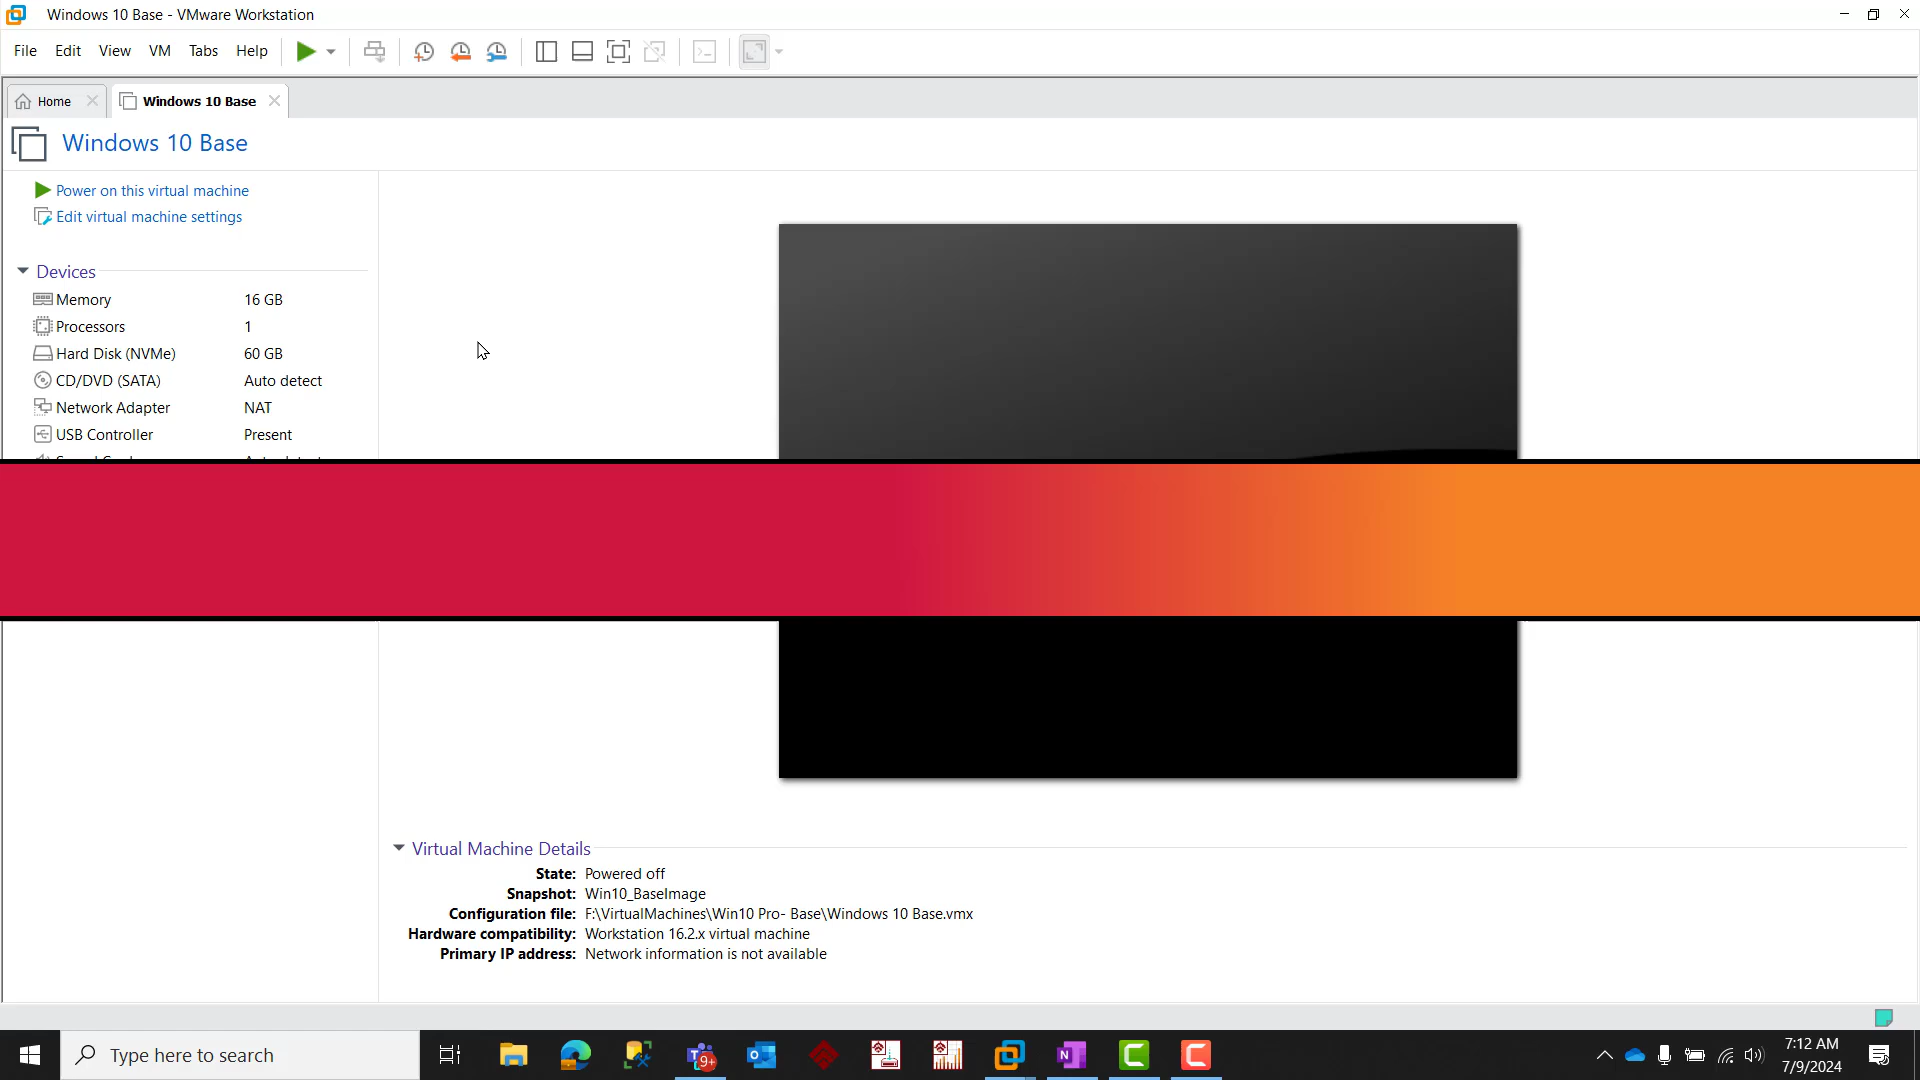 Windows 10 Base - VMware Workstation
File Edit View VM Tabs Help
Home Windows 10 Base
Windows 10 Base
Power on this virtual machine
Edit virtual machine settings
Devices
Memory 16 GB
Processors 1
Hard Disk (NVMe) 60 GB
CD/DVD (SATA) Auto detect
Network Adapter NAT
USB Controller Present
Virtual Machine Details
State: Powered off
Snapshot: Win10_BaseImage
Configuration file: F:\VirtualMachines\Win10 Pro- Base\Windows 10 Base.vmx
Hardware compatibility: Workstation 16.2.x virtual machine
Primary IP address: Network information is not available
Type here to search
9+
7:12 AM
7/9/2024